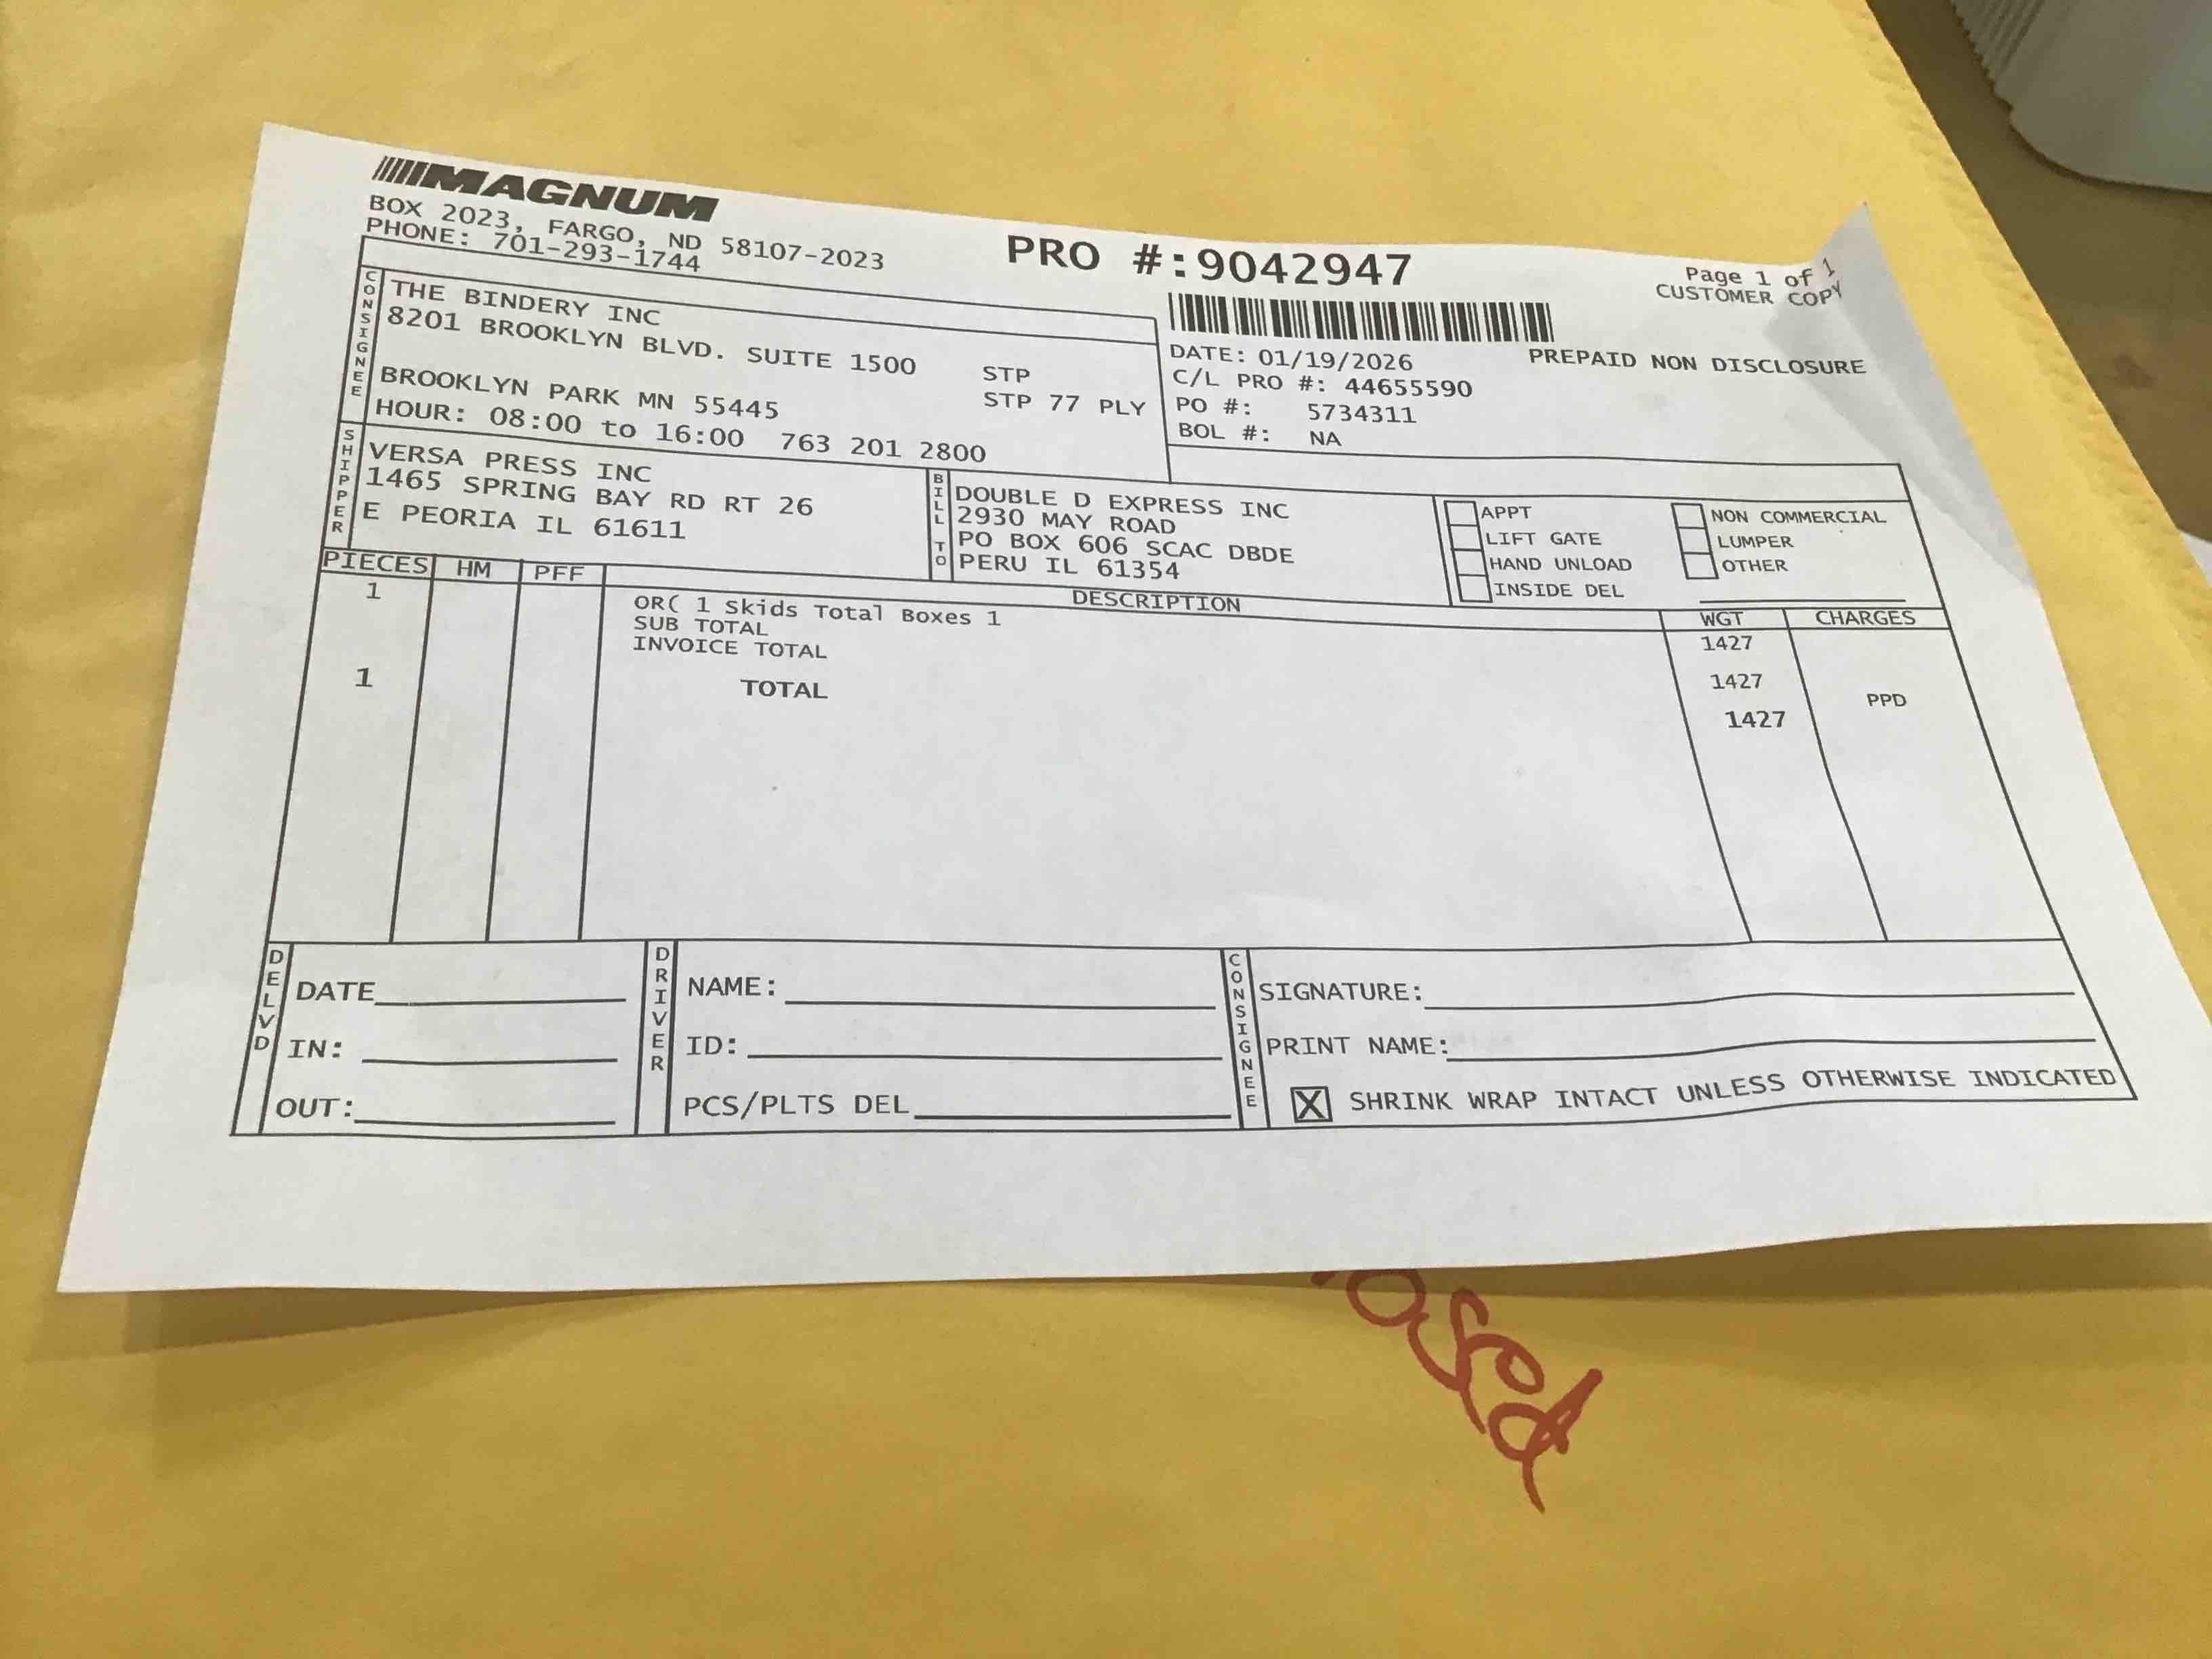 MAGNUM
BOX 2023, FARGO, ND 58107-2023
PHONE: 701-293-1744
PRO #:9042947
Page 1 of 1
CUSTOMER COPY
CONSIGNEE
THE BINDERY INC
8201 BROOKLYN BLVD. SUITE 1500
STP
BROOKLYN PARK MN 55445
STP 77 PLY
HOUR: 08:00 to 16:00 763 201 2800
DATE: 01/19/2026
PREPAID NON DISCLOSURE
C/L PRO #: 44655590
PO #: 5734311
BOL #: NA
SHIPPER
VERSA PRESS INC
1465 SPRING BAY RD RT 26
E PEORIA IL 61611
BILL TO
DOUBLE D EXPRESS INC
2930 MAY ROAD
PO BOX 606 SCAC DBDE
PERU IL 61354
APPT
LIFT GATE
HAND UNLOAD
INSIDE DEL
NON COMMERCIAL
LUMPER
OTHER
PIECES HM PFF DESCRIPTION WGT CHARGES
1 OR( 1 Skids Total Boxes 1 1427
SUB TOTAL
INVOICE TOTAL 1427
1 TOTAL 1427 PPD
DELVD
DATE
IN:
OUT:
DRIVER
NAME:
ID:
PCS/PLTS DEL
CONSIGNEE
SIGNATURE:
PRINT NAME:
X SHRINK WRAP INTACT UNLESS OTHERWISE INDICATED